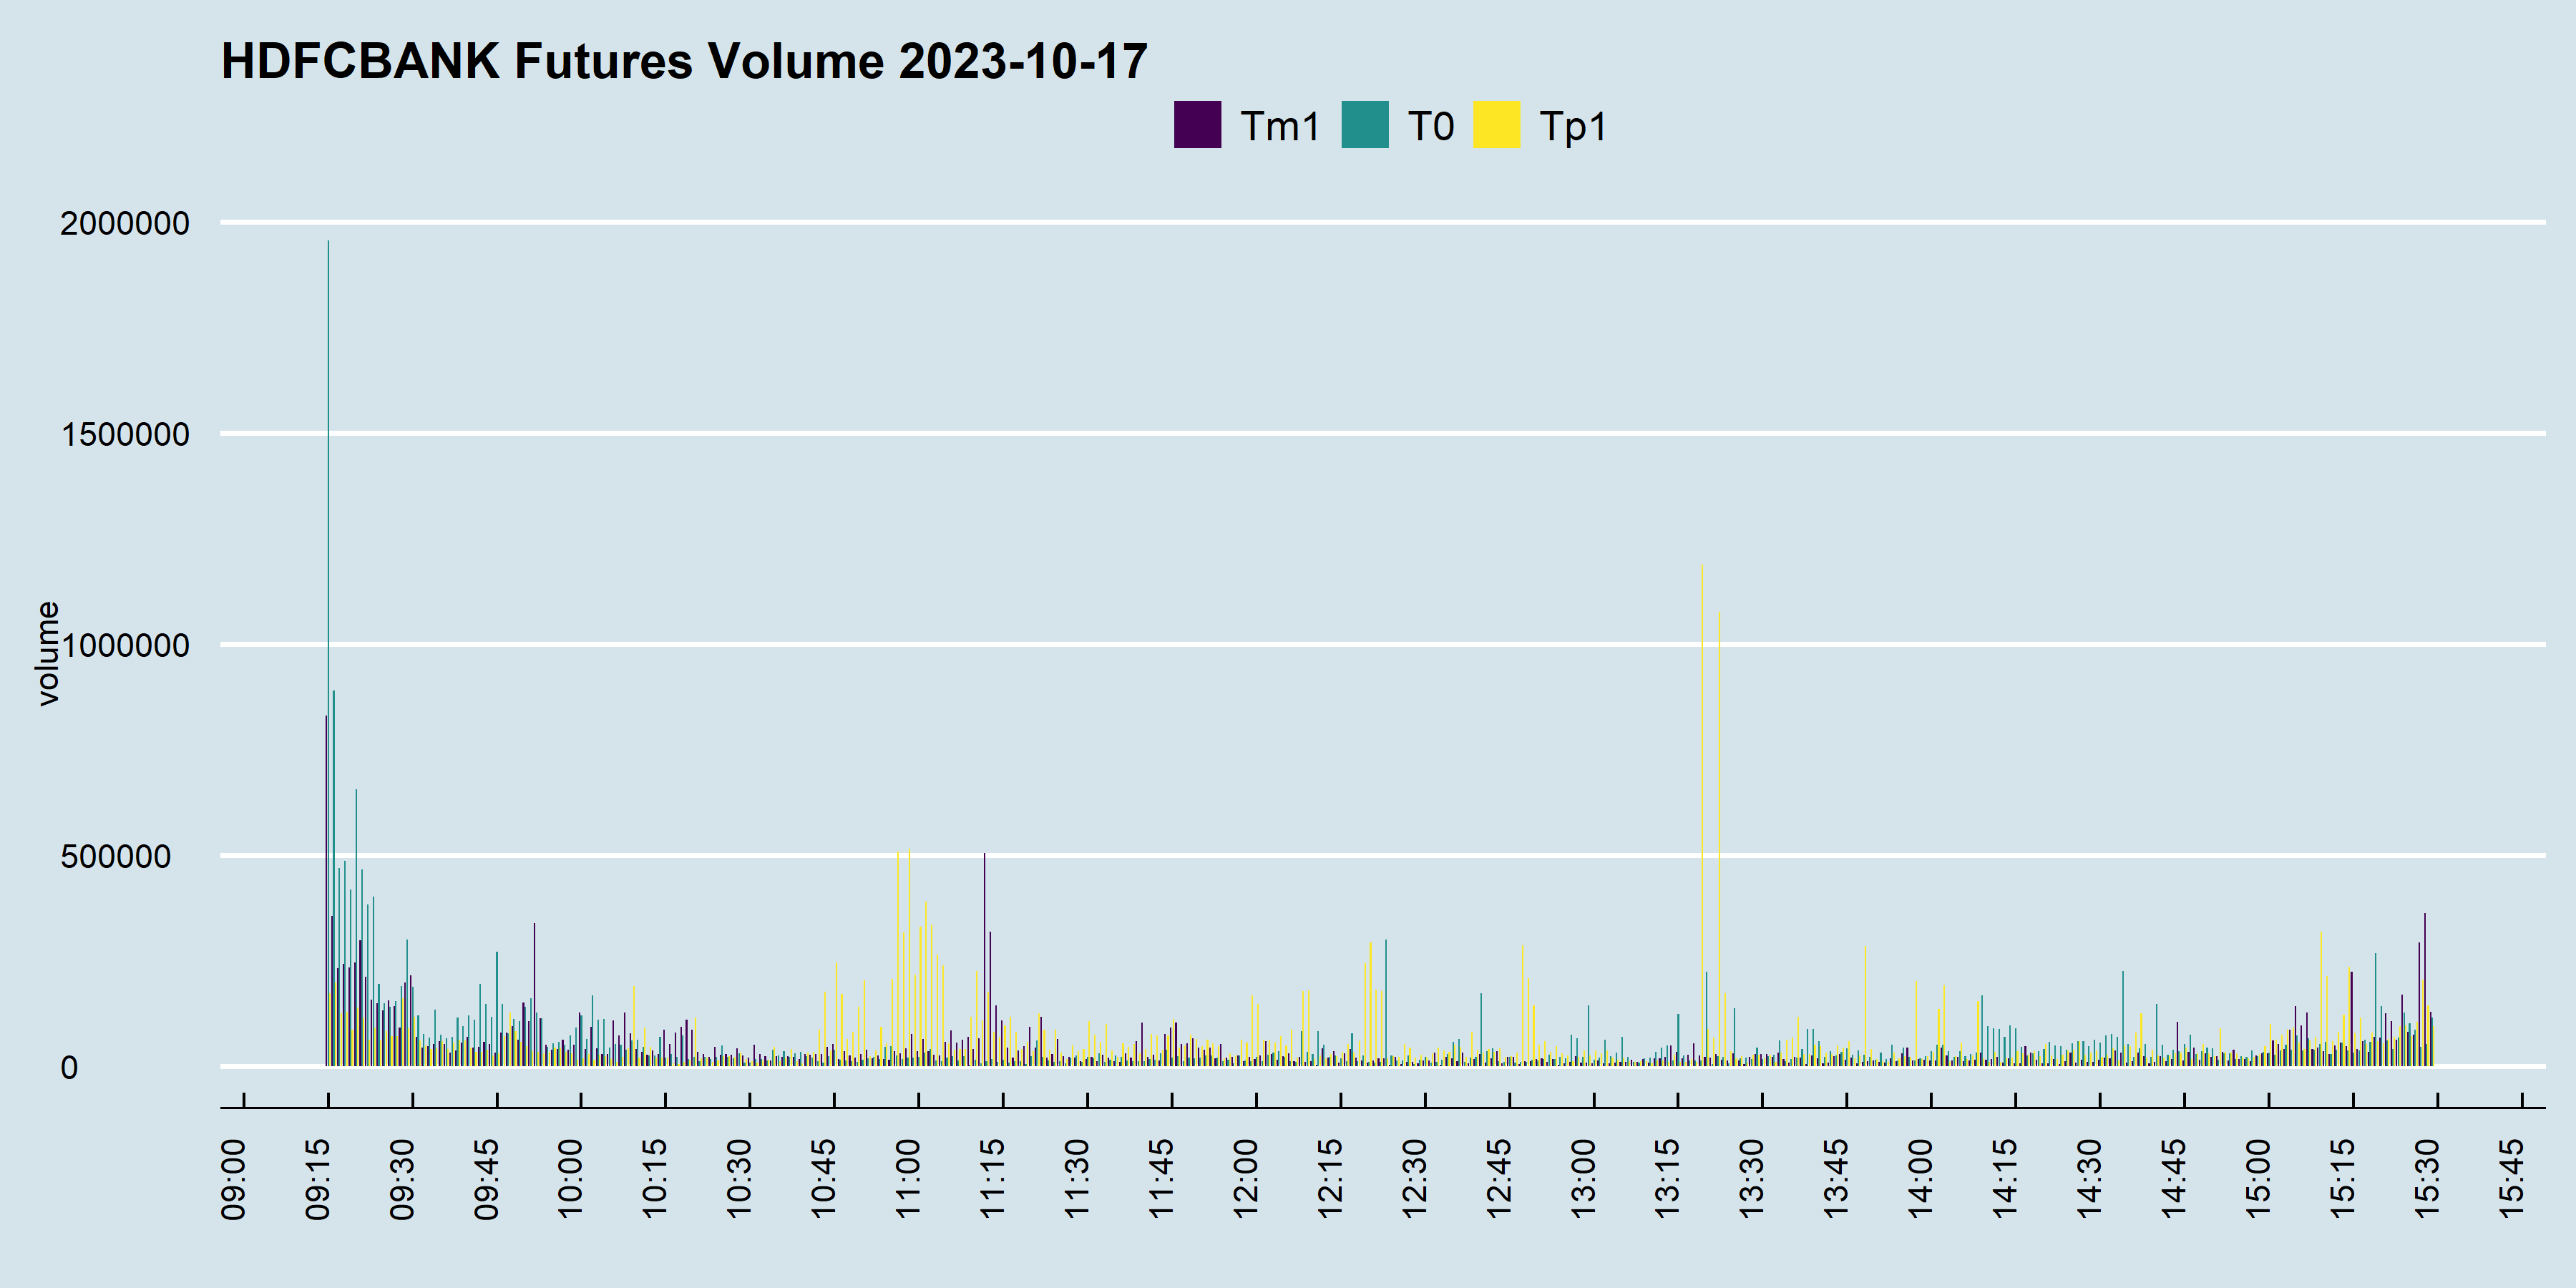 HDFCBANK Futures Volume 2023-10-17
Tm1 T0 Tp1
2000000
1500000
1000000
500000
0
volume
09:00 09:15 09:30 09:45 10:00 10:15 10:30 10:45 11:00 11:15 11:30 11:45 12:00 12:15 12:30 12:45 13:00 13:15 13:30 13:45 14:00 14:15 14:30 14:45 15:00 15:15 15:30 15:45